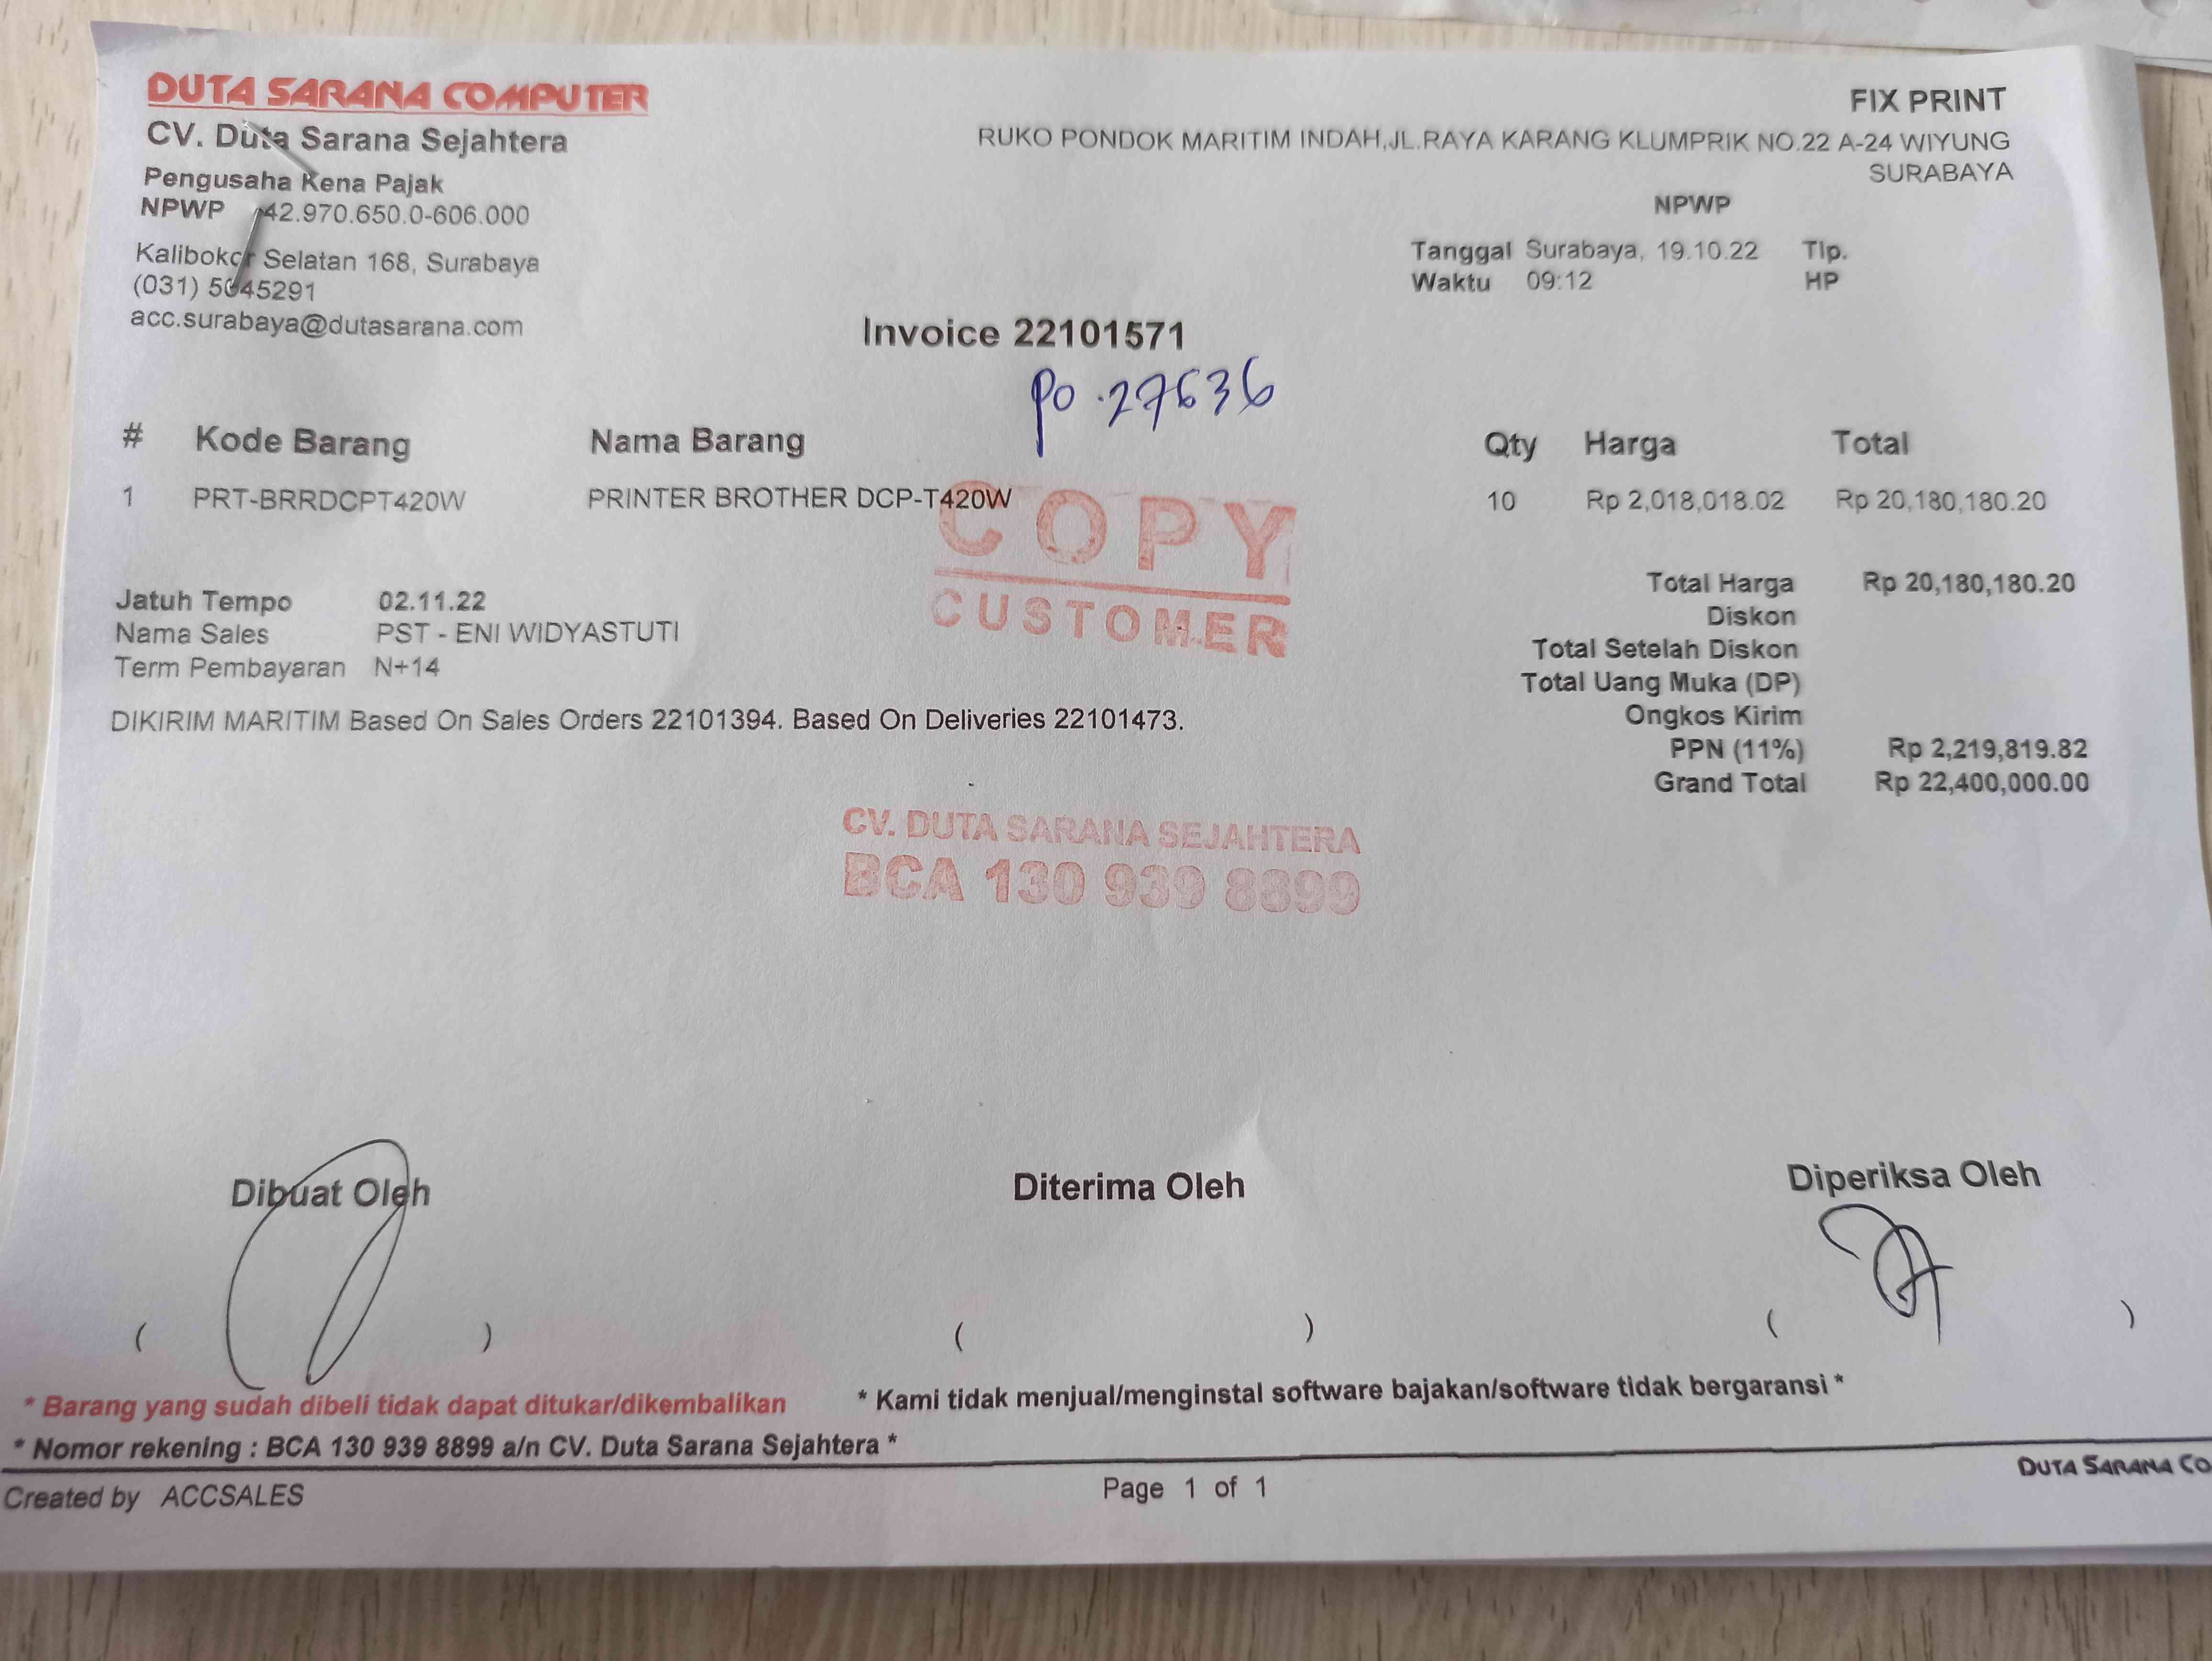 DUTA SARANA COMPUTER
CV. Duta Sarana Sejahtera
Pengusaha Kena Pajak
NPWP 42.970.650.0-606.000
Kalibokor Selatan 168, Surabaya
(031) 5045291
acc.surabaya@dutasarana.com
FIX PRINT
RUKO PONDOK MARITIM INDAH,JL.RAYA KARANG KLUMPRIK NO.22 A-24 WIYUNG
SURABAYA
NPWP
Tanggal Surabaya, 19.10.22 Tlp.
Waktu 09:12 HP
Invoice 22101571
Po . 27636
# Kode Barang Nama Barang Qty Harga Total
1 PRT-BRRDCPT420W PRINTER BROTHER DCP-T420W 10 Rp 2,018,018.02 Rp 20,180,180.20
COPY
CUSTOMER
Jatuh Tempo 02.11.22
Nama Sales PST - ENI WIDYASTUTI
Term Pembayaran N+14
DIKIRIM MARITIM Based On Sales Orders 22101394. Based On Deliveries 22101473.
Total Harga Rp 20,180,180.20
Diskon
Total Setelah Diskon
Total Uang Muka (DP)
Ongkos Kirim
PPN (11%) Rp 2,219,819.82
Grand Total Rp 22,400,000.00
CV. DUTA SARANA SEJAHTERA
BCA 130 939 8899
Dibuat Oleh Diterima Oleh Diperiksa Oleh
( ) ( ) ( )
* Barang yang sudah dibeli tidak dapat ditukar/dikembalikan * Kami tidak menjual/menginstal software bajakan/software tidak bergaransi *
* Nomor rekening : BCA 130 939 8899 a/n CV. Duta Sarana Sejahtera *
DUTA SARANA CO
Created by ACCSALES Page 1 of 1